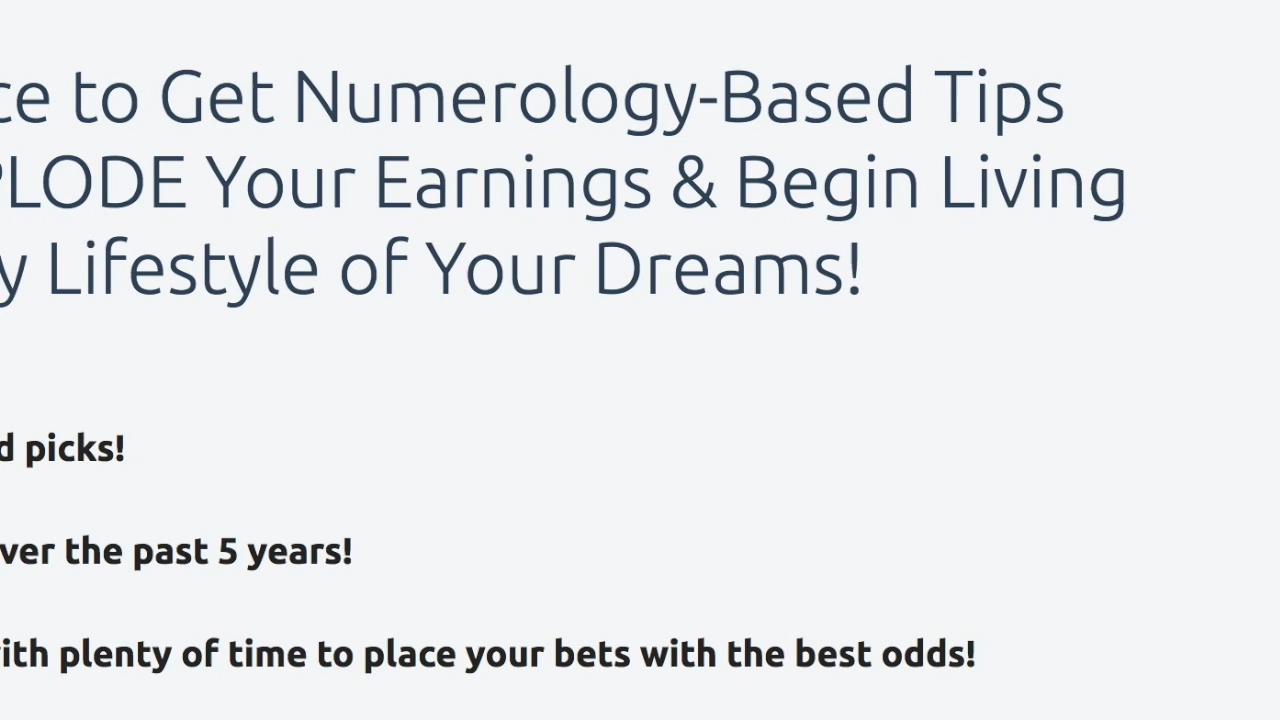 ce to Get Numerology-Based Tips
PLODE Your Earnings & Begin Living
y Lifestyle of Your Dreams!
d picks!
ver the past 5 years!
ith plenty of time to place your bets with the best odds!